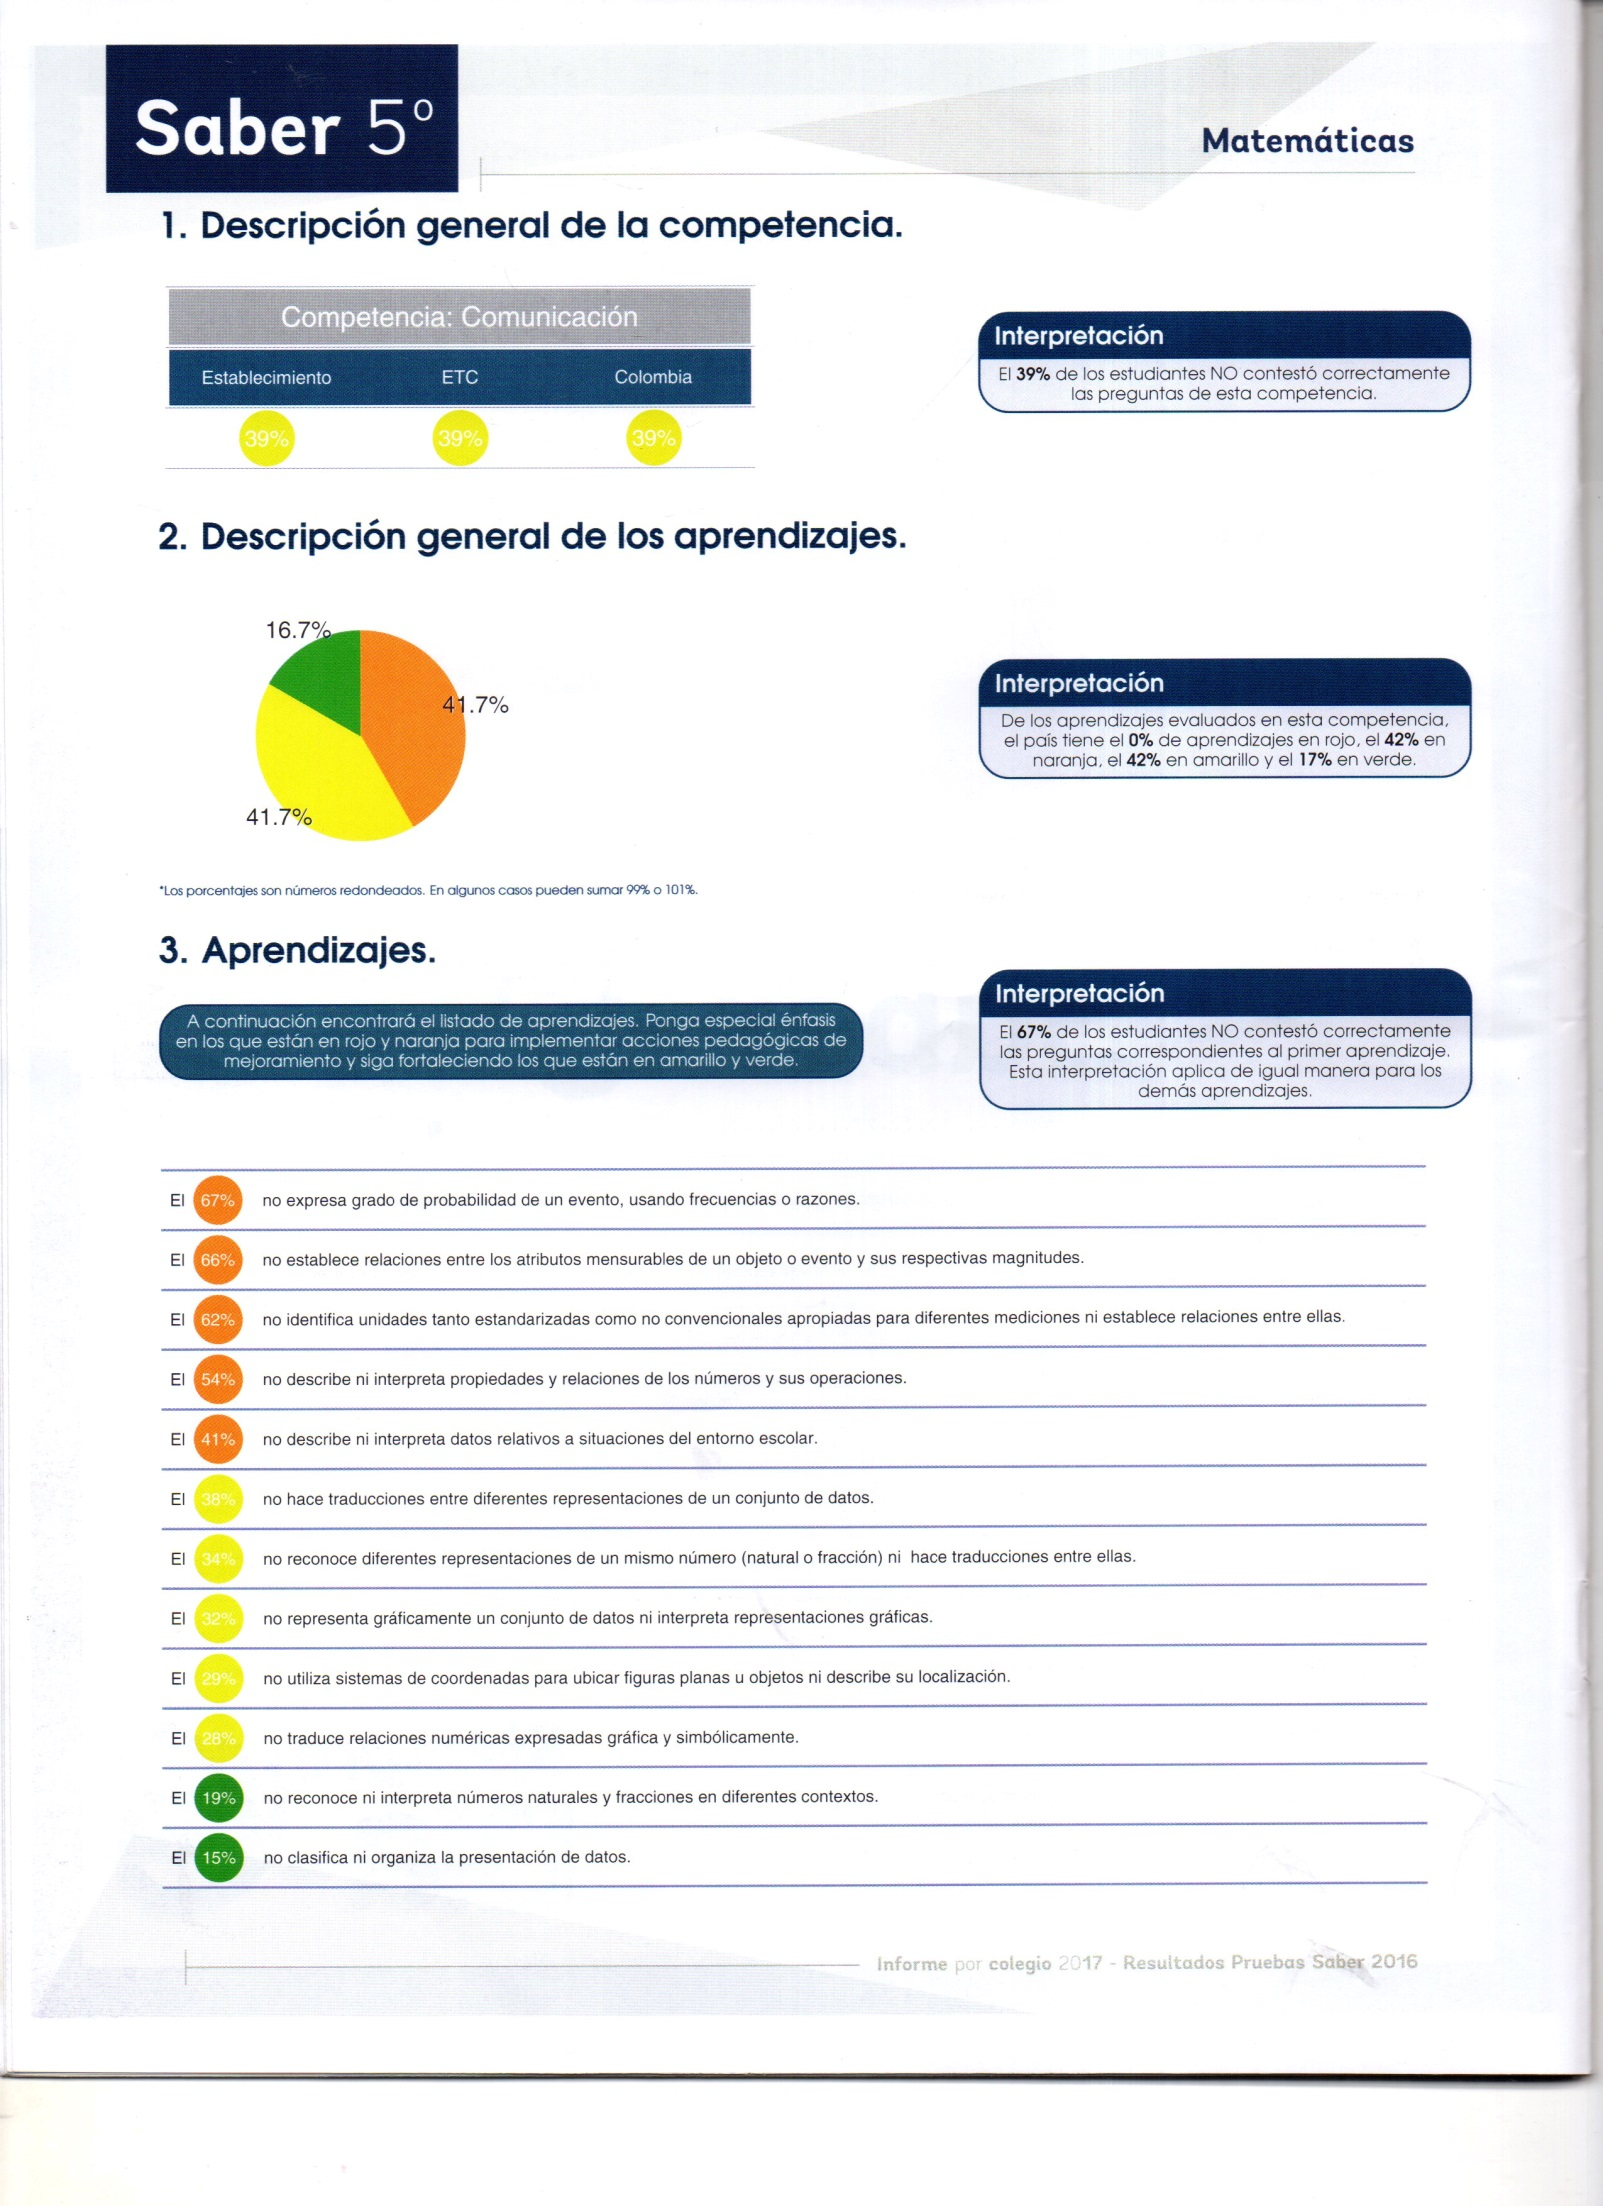 Saber 5º
Matemáticas
1. Descripción general de la competencia.
Competencia: Comunicación
Establecimiento ETC Colombia
39% 39% 39%
Interpretación
El 39% de los estudiantes NO contestó correctamente
las preguntas de esta competencia.
2. Descripción general de los aprendizajes.
16.7%
41.7%
41.7%
Interpretación
De los aprendizajes evaluados en esta competencia,
el país tiene el 0% de aprendizajes en rojo, el 42% en
naranja, el 42% en amarillo y el 17% en verde.
*Los porcentajes son números redondeados. En algunos casos pueden sumar 99% o 101%.
3. Aprendizajes.
A continuación encontrará el listado de aprendizajes. Ponga especial énfasis
en los que están en rojo y naranja para implementar acciones pedagógicas de
mejoramiento y siga fortaleciendo los que están en amarillo y verde.
Interpretación
El 67% de los estudiantes NO contestó correctamente
las preguntas correspondientes al primer aprendizaje.
Esta interpretación aplica de igual manera para los
demás aprendizajes.
El 67% no expresa grado de probabilidad de un evento, usando frecuencias o razones.
El 66% no establece relaciones entre los atributos mensurables de un objeto o evento y sus respectivas magnitudes.
El 62% no identifica unidades tanto estandarizadas como no convencionales apropiadas para diferentes mediciones ni establece relaciones entre ellas.
El 54% no describe ni interpreta propiedades y relaciones de los números y sus operaciones.
El 41% no describe ni interpreta datos relativos a situaciones del entorno escolar.
El 38% no hace traducciones entre diferentes representaciones de un conjunto de datos.
El 34% no reconoce diferentes representaciones de un mismo número (natural o fracción) ni hace traducciones entre ellas.
El 32% no representa gráficamente un conjunto de datos ni interpreta representaciones gráficas.
El 29% no utiliza sistemas de coordenadas para ubicar figuras planas u objetos ni describe su localización.
El 28% no traduce relaciones numéricas expresadas gráfica y simbólicamente.
El 19% no reconoce ni interpreta números naturales y fracciones en diferentes contextos.
El 15% no clasifica ni organiza la presentación de datos.
Informe por colegio 2017 - Resultados Pruebas Saber 2016